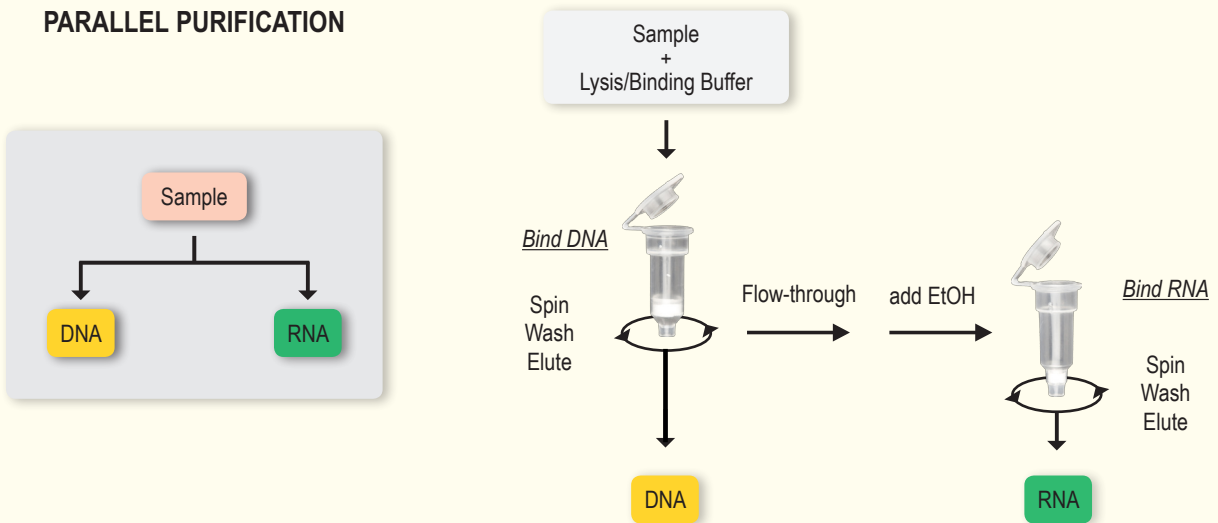 PARALLEL PURIFICATION
Sample
DNA
RNA
Sample
+
Lysis/Binding Buffer
Bind DNA
Spin
Wash
Elute
Flow-through
add EtOH
Bind RNA
Spin
Wash
Elute
DNA
RNA